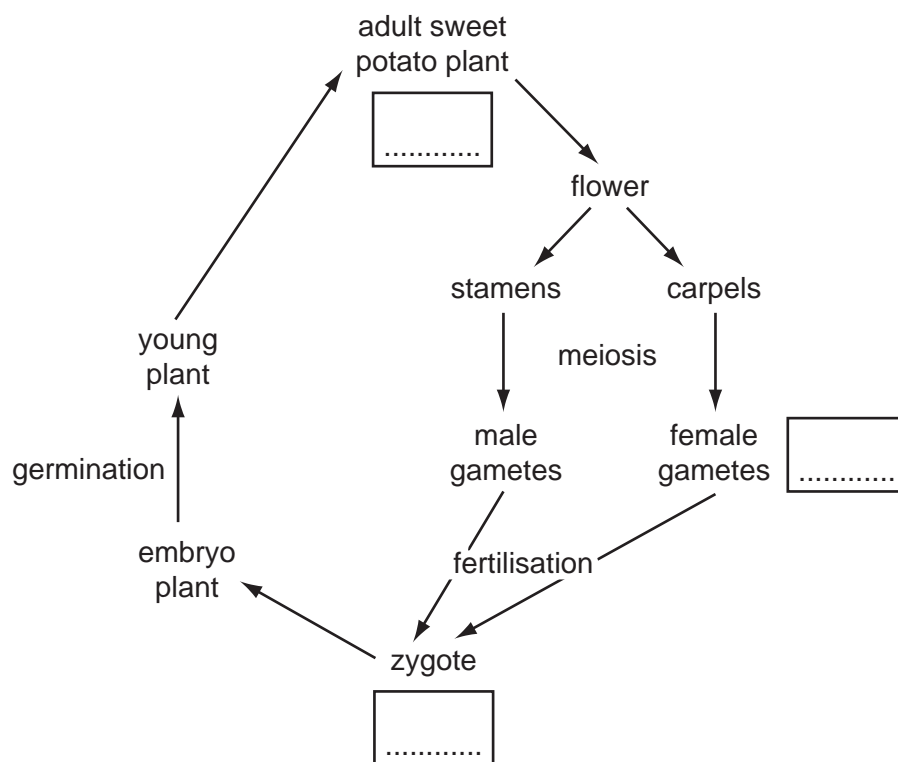 adult sweet
potato plant
............
flower
stamens
carpels
young
plant
meiosis
male
gametes
female
gametes
............
germination
embryo
plant
fertilisation
zygote
............